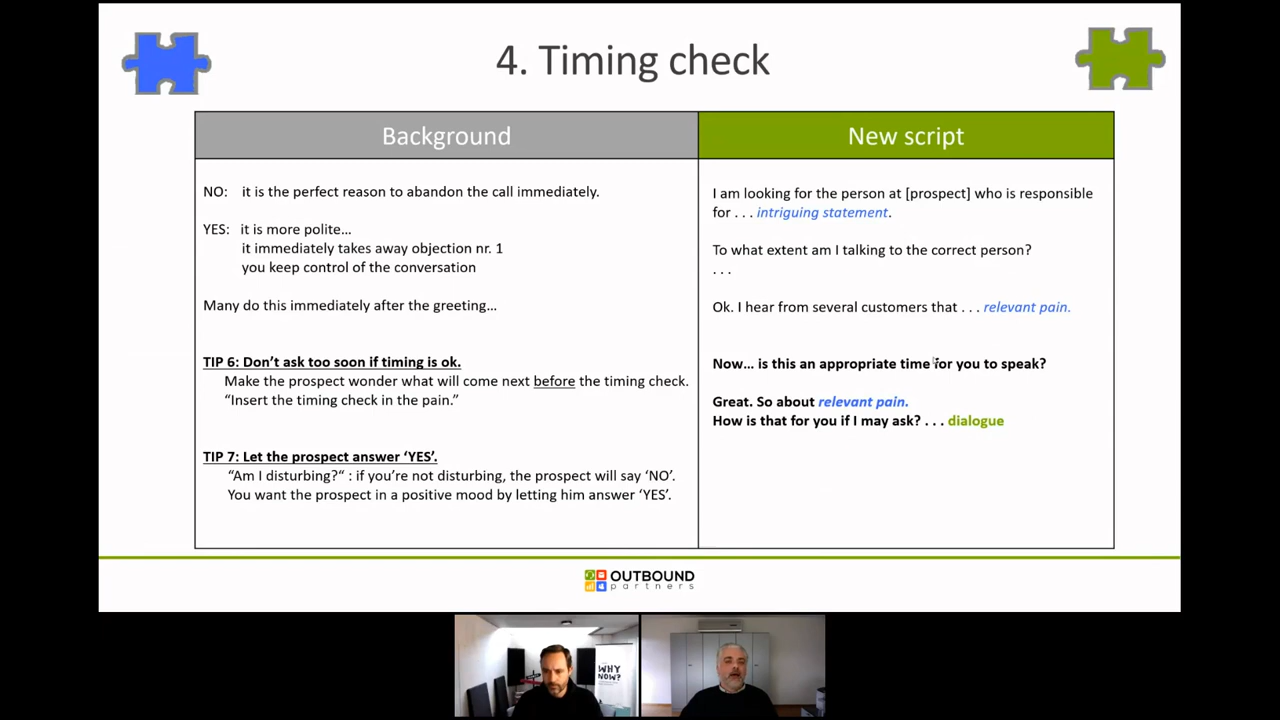 4. Timing check
Background
New script
NO: it is the perfect reason to abandon the call immediately.
YES: it is more polite…
it immediately takes away objection nr. 1
you keep control of the conversation
Many do this immediately after the greeting…
TIP 6: Don't ask too soon if timing is ok.
Make the prospect wonder what will come next before the timing check.
“Insert the timing check in the pain.”
TIP 7: Let the prospect answer ‘YES’.
“Am I disturbing?“ : if you're not disturbing, the prospect will say ‘NO’.
You want the prospect in a positive mood by letting him answer ‘YES’.
I am looking for the person at [prospect] who is responsible
for . . . intriguing statement.
To what extent am I talking to the correct person?
. . .
Ok. I hear from several customers that . . . relevant pain.
Now… is this an appropriate time for you to speak?
Great. So about relevant pain.
How is that for you if I may ask? . . . dialogue
OUTBOUND
partners
WHY
NOW?